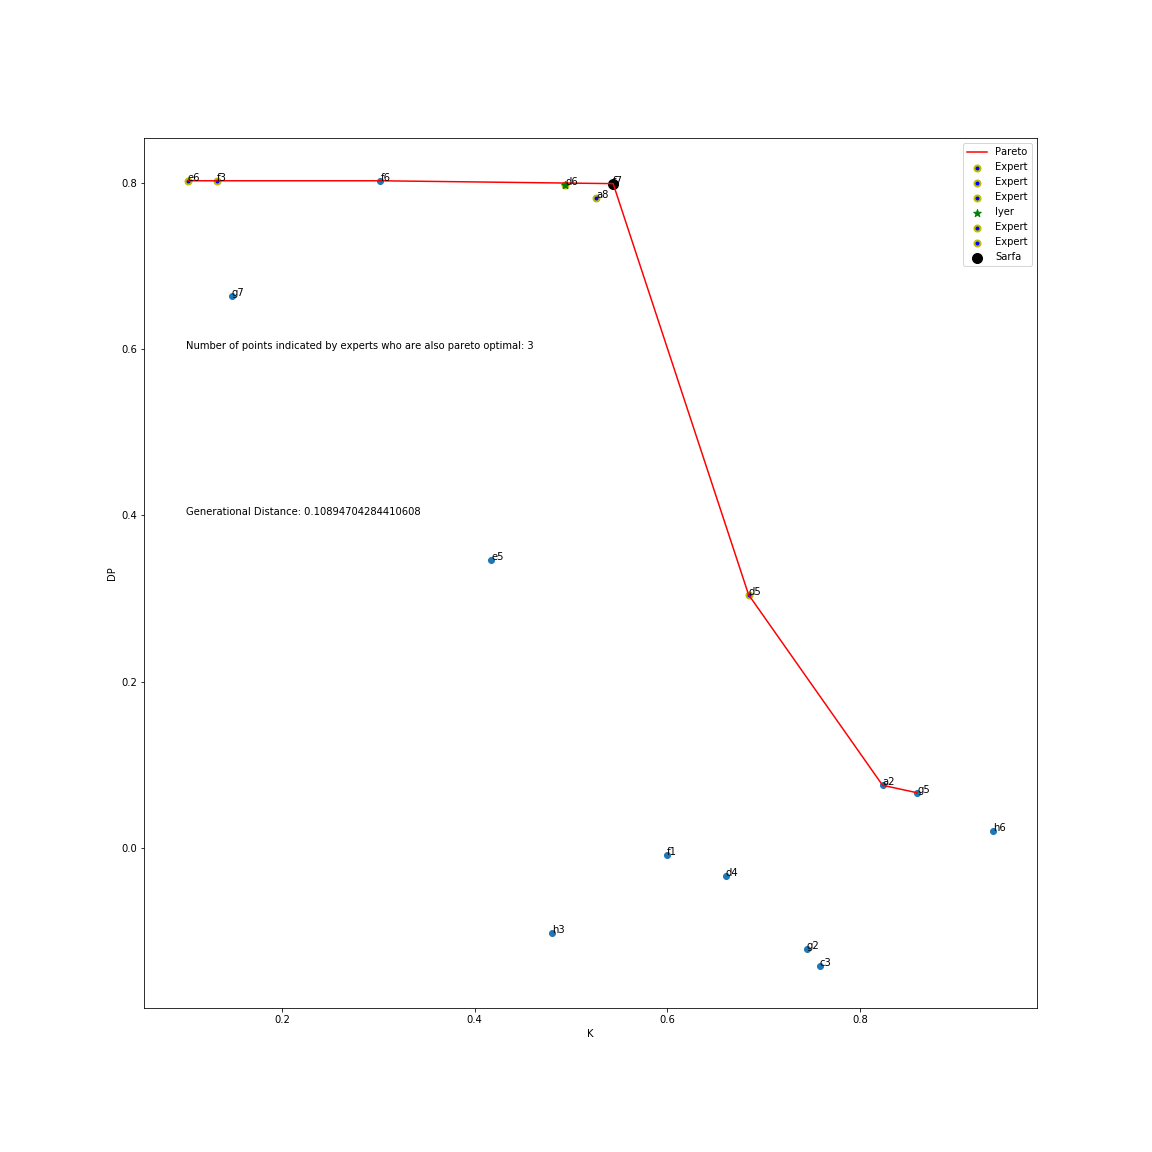 Pareto
Expert
Expert
Expert
Iyer
Expert
Expert
Sarfa
0.8
e6 f3 f6 d6 f7
a8
g7
Number of points indicated by experts who are also pareto optimal: 3
0.6
Generational Distance: 0.10894704284410608
0.4
e5
DP
d5
0.2
a2
g5
h6
0.0
f1
d4
h3
g2
c3
0.2 0.4 0.6 0.8
K